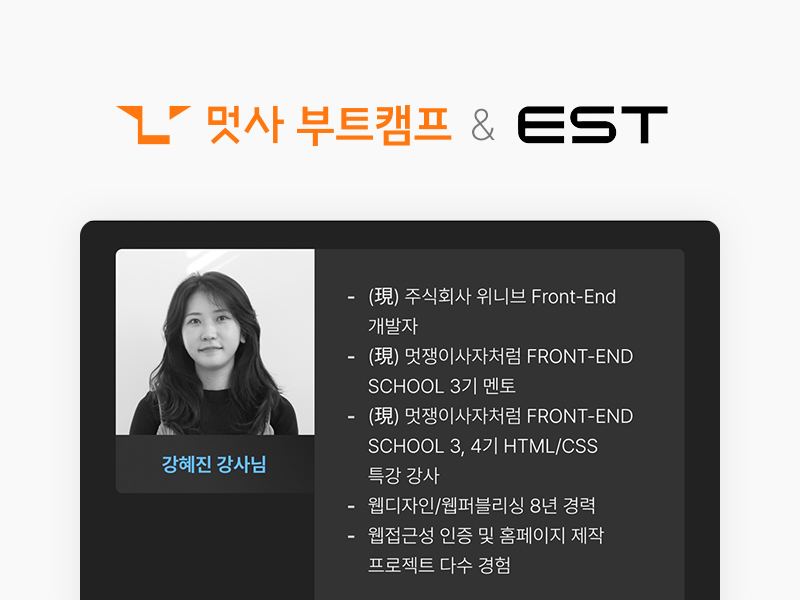 멋사 부트캠프 & EST
강혜진 강사님
- (現) 주식회사 위니브 Front-End
개발자
- (現) 멋쟁이사자처럼 FRONT-END
SCHOOL 3기 멘토
- (現) 멋쟁이사자처럼 FRONT-END
SCHOOL 3, 4기 HTML/CSS
특강 강사
- 웹디자인/웹퍼블리싱 8년 경력
- 웹접근성 인증 및 홈페이지 제작
프로젝트 다수 경험